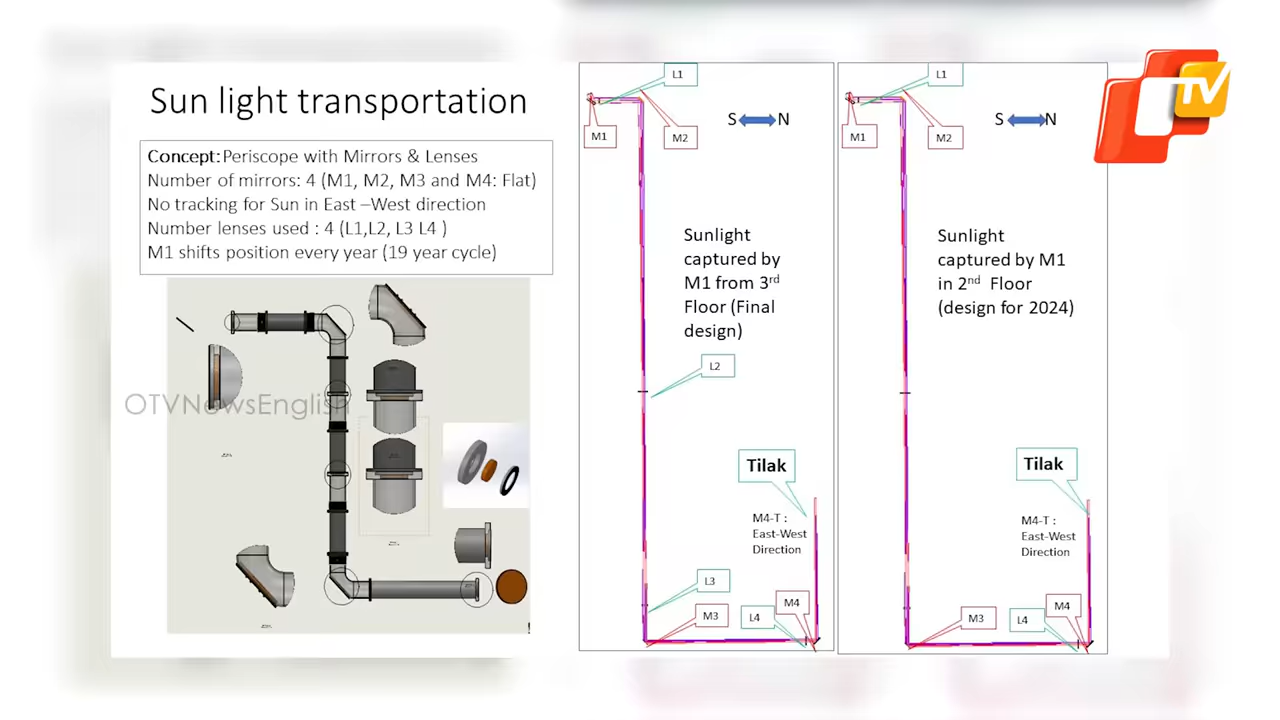 Sun light transportation
Concept: Periscope with Mirrors & Lenses
Number of mirrors: 4 (M1, M2, M3 and M4: Flat)
No tracking for Sun in East –West direction
Number lenses used : 4 (L1,L2, L3 L4 )
M1 shifts position every year (19 year cycle)
OTVNewsEnglish
L1
M1
M2
S
N
Sunlight
captured by
M1 from 3rd
Floor (Final
design)
L2
Tilak
M4-T :
East-West
Direction
L3
M3
L4
M4
L1
M1
M2
S
N
Sunlight
captured by M1
in 2nd Floor
(design for 2024)
Tilak
M4-T :
East-West
Direction
M3
L4
M4
TV